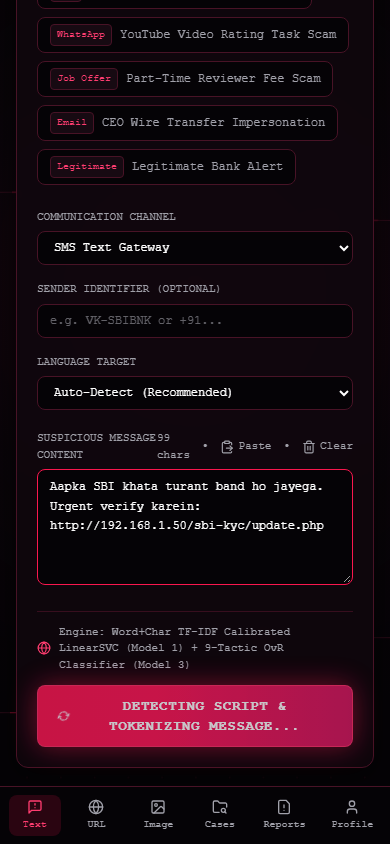 WhatsApp YouTube Video Rating Task Scam
Job Offer Part-Time Reviewer Fee Scam
Email CEO Wire Transfer Impersonation
Legitimate Legitimate Bank Alert
COMMUNICATION CHANNEL
SMS Text Gateway
SENDER IDENTIFIER (OPTIONAL)
e.g. VK-SBIBNK or +91...
LANGUAGE TARGET
Auto-Detect (Recommended)
SUSPICIOUS MESSAGE CONTENT
99 chars • Paste • Clear
Aapka SBI khata turant band ho jayega.
Urgent verify karein:
http://192.168.1.50/sbi-kyc/update.php
Engine: Word+Char TF-IDF Calibrated
LinearSVC (Model 1) + 9-Tactic OvR
Classifier (Model 3)
DETECTING SCRIPT &
TOKENIZING MESSAGE...
Text URL Image Cases Reports Profile